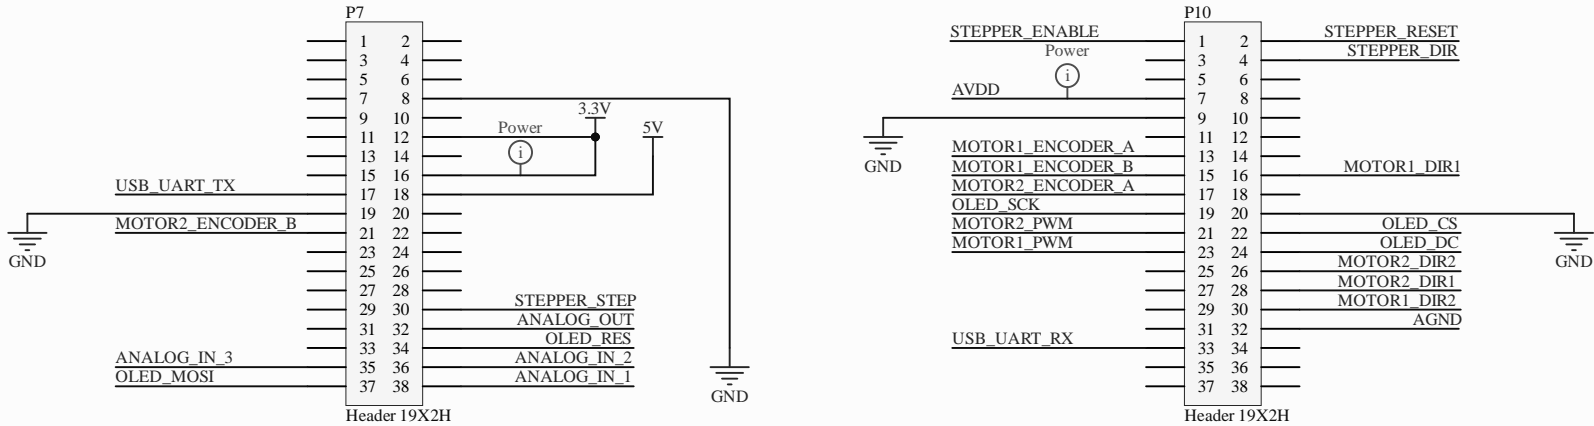 P7
1 2
3 4
5 6
7 8
9 10
11 12
13 14
15 16
17 18
19 20
21 22
23 24
25 26
27 28
29 30
31 32
33 34
35 36
37 38
Header 19X2H
USB_UART_TX
MOTOR2_ENCODER_B
GND
ANALOG_IN_3
OLED_MOSI
Power
i
3.3V
5V
STEPPER_STEP
ANALOG_OUT
OLED_RES
ANALOG_IN_2
ANALOG_IN_1
GND
P10
1 2
3 4
5 6
7 8
9 10
11 12
13 14
15 16
17 18
19 20
21 22
23 24
25 26
27 28
29 30
31 32
33 34
35 36
37 38
Header 19X2H
STEPPER_ENABLE
Power
i
AVDD
GND
MOTOR1_ENCODER_A
MOTOR1_ENCODER_B
MOTOR2_ENCODER_A
OLED_SCK
MOTOR2_PWM
MOTOR1_PWM
USB_UART_RX
STEPPER_RESET
STEPPER_DIR
MOTOR1_DIR1
OLED_CS
OLED_DC
MOTOR2_DIR2
MOTOR2_DIR1
MOTOR1_DIR2
AGND
GND